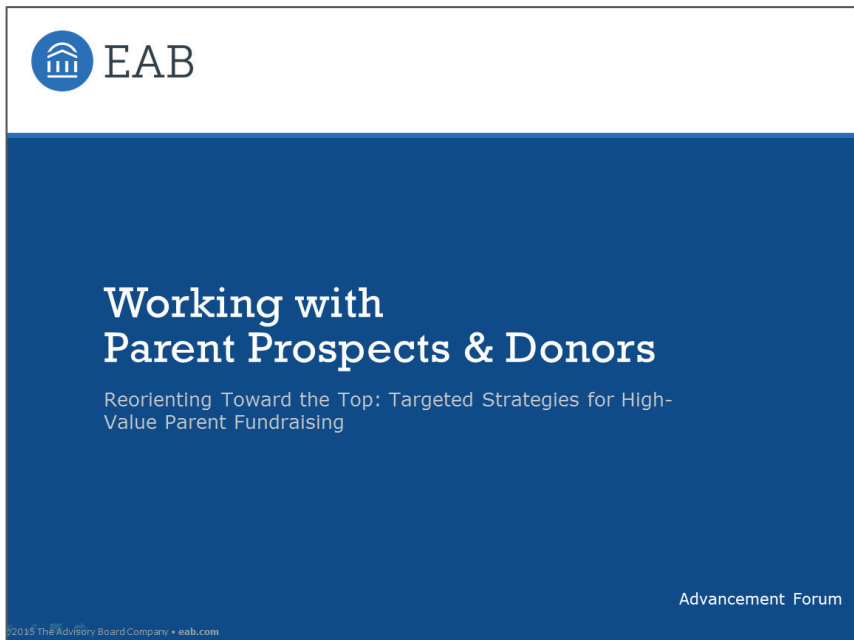 EAB
Working with
Parent Prospects & Donors
Reorienting Toward the Top: Targeted Strategies for High-
Value Parent Fundraising
Advancement Forum
©2015 The Advisory Board Company • eab.com